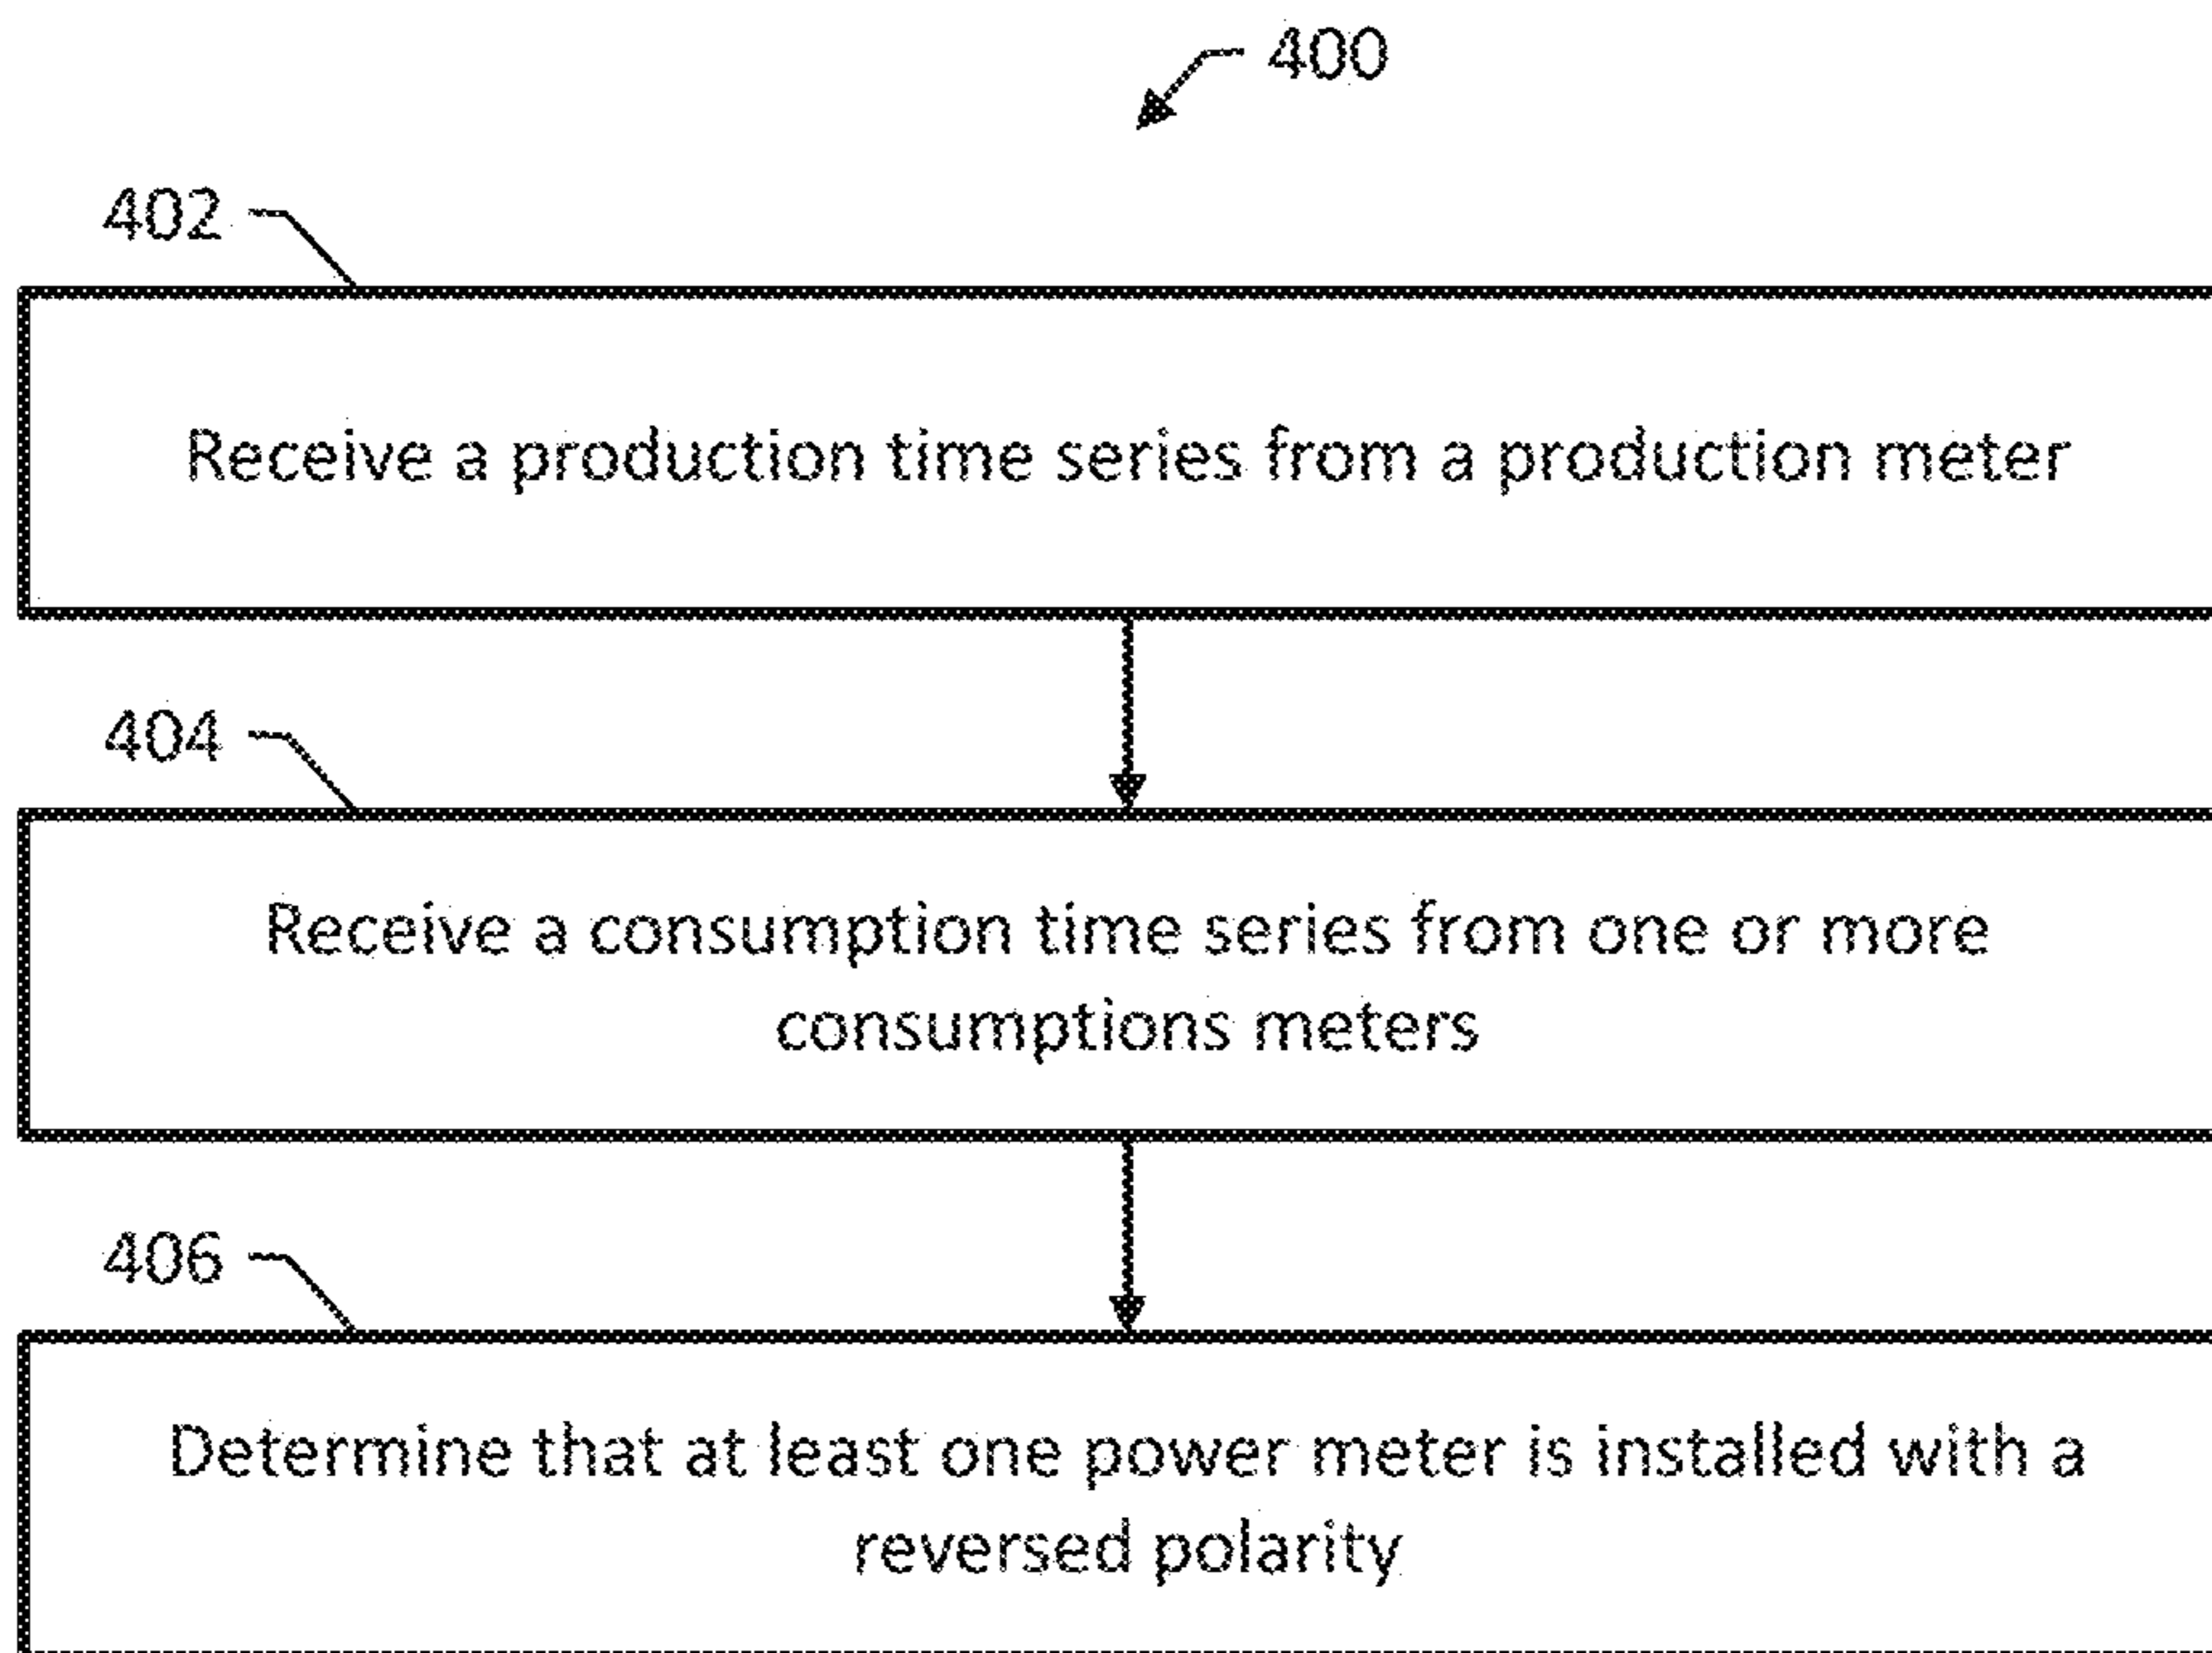 400
402
Receive a production time series from a production meter
404
Receive a consumption time series from one or more
consumptions meters
406
Determine that at least one power meter is installed with a
reversed polarity